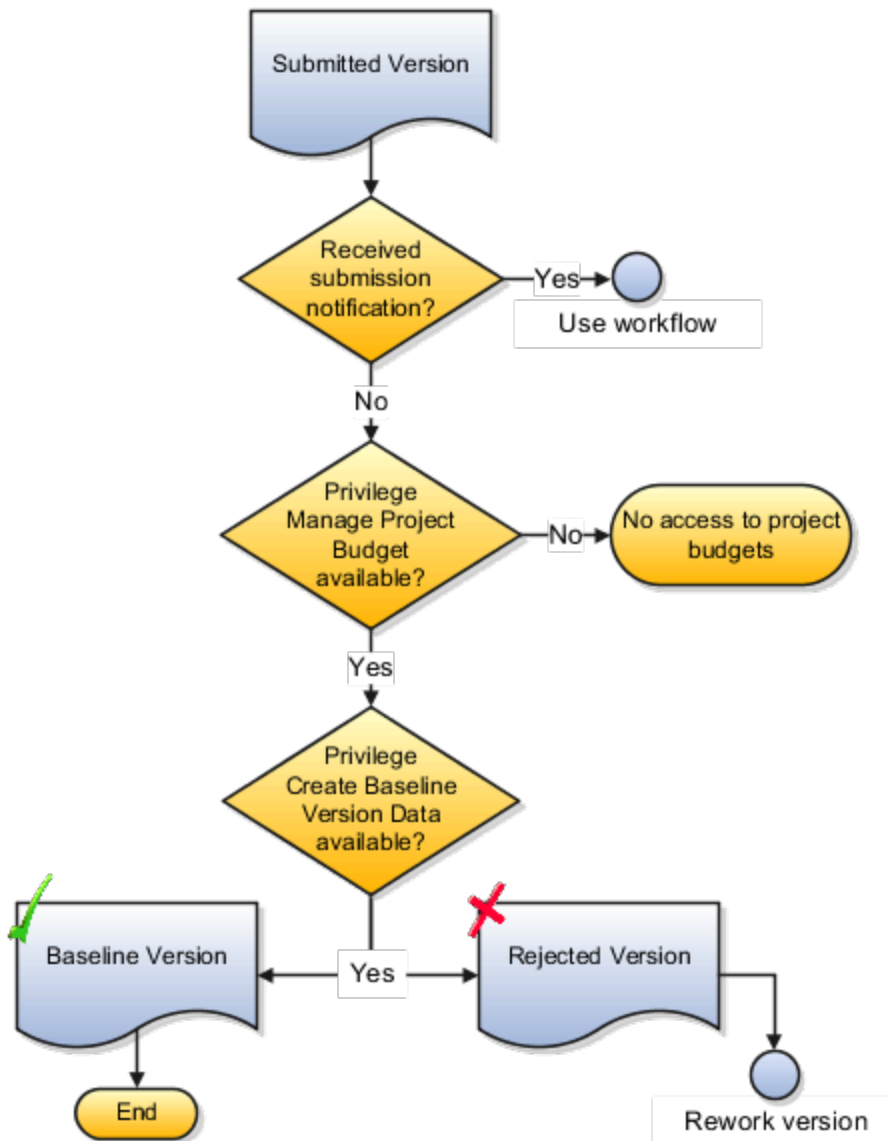 Submitted Version
Received
submission
notification?
Yes
Use workflow
No
Privilege
Manage Project
Budget
available?
No
No access to project
budgets
Yes
Privilege
Create Baseline
Version Data
available?
Baseline Version
Yes
Rejected Version
End
Rework version